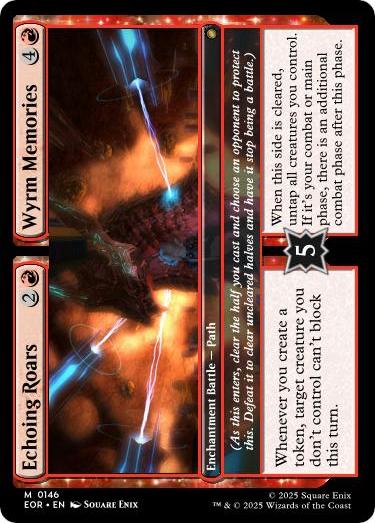 Echoing Roars 2
Enchantment Battle — Path
(As this enters, clear the half you cast and choose an opponent to protect
this. Defeat it to clear uncleared halves and have it stop being a battle.)
Whenever you create a
token, target creature you
don't control can't block
this turn.
5
Wyrm Memories 4
When this side is cleared,
untap all creatures you control.
If it's your combat or main
phase, there is an additional
combat phase after this phase.
M 0146
EOR • EN SQUARE ENIX
© 2025 Square Enix
™ & © 2025 Wizards of the Coast